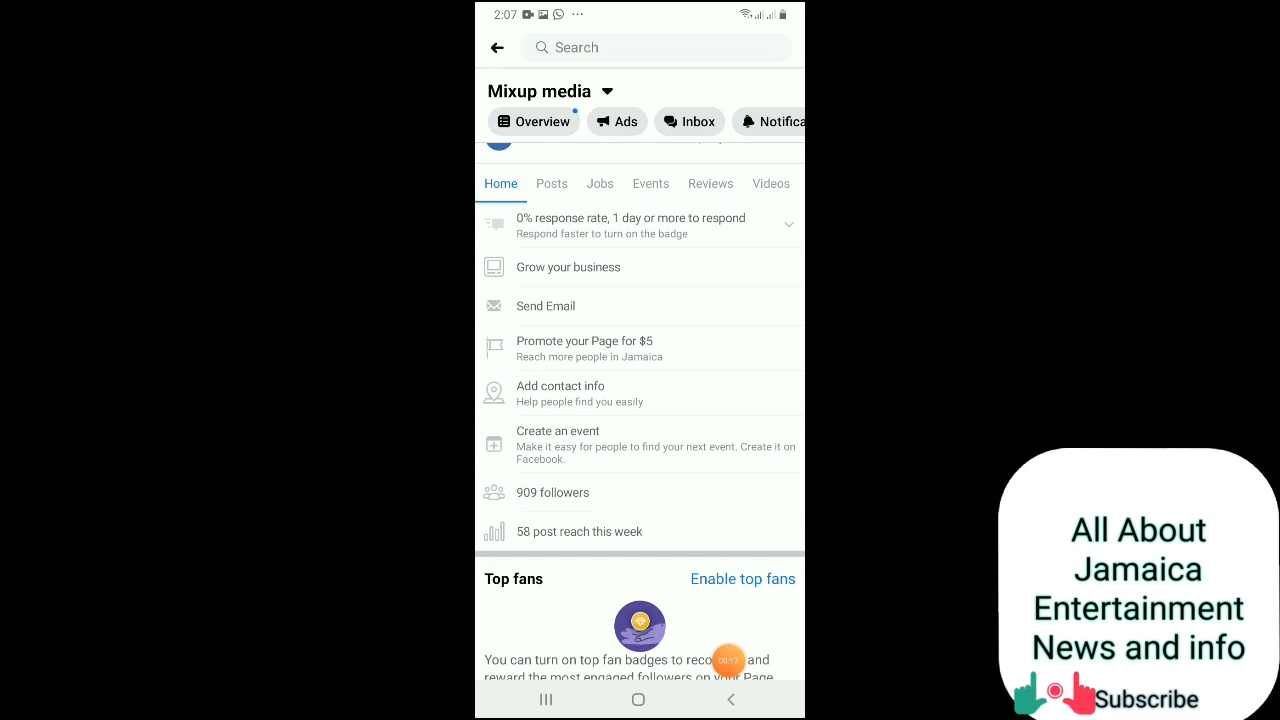 2:07
Search
Mixup media
Overview
Ads
Inbox
Notifica
Home
Posts
Jobs
Events
Reviews
Videos
0% response rate, 1 day or more to respond
Respond faster to turn on the badge
Grow your business
Send Email
Promote your Page for $5
Reach more people in Jamaica
Add contact info
Help people find you easily
Create an event
Make it easy for people to find your next event. Create it on
Facebook.
909 followers
58 post reach this week
Top fans
Enable top fans
You can turn on top fan badges to reco and
00:17
reward the most engaged followers on your Page
All About
Jamaica
Entertainment
News and info
Subscribe